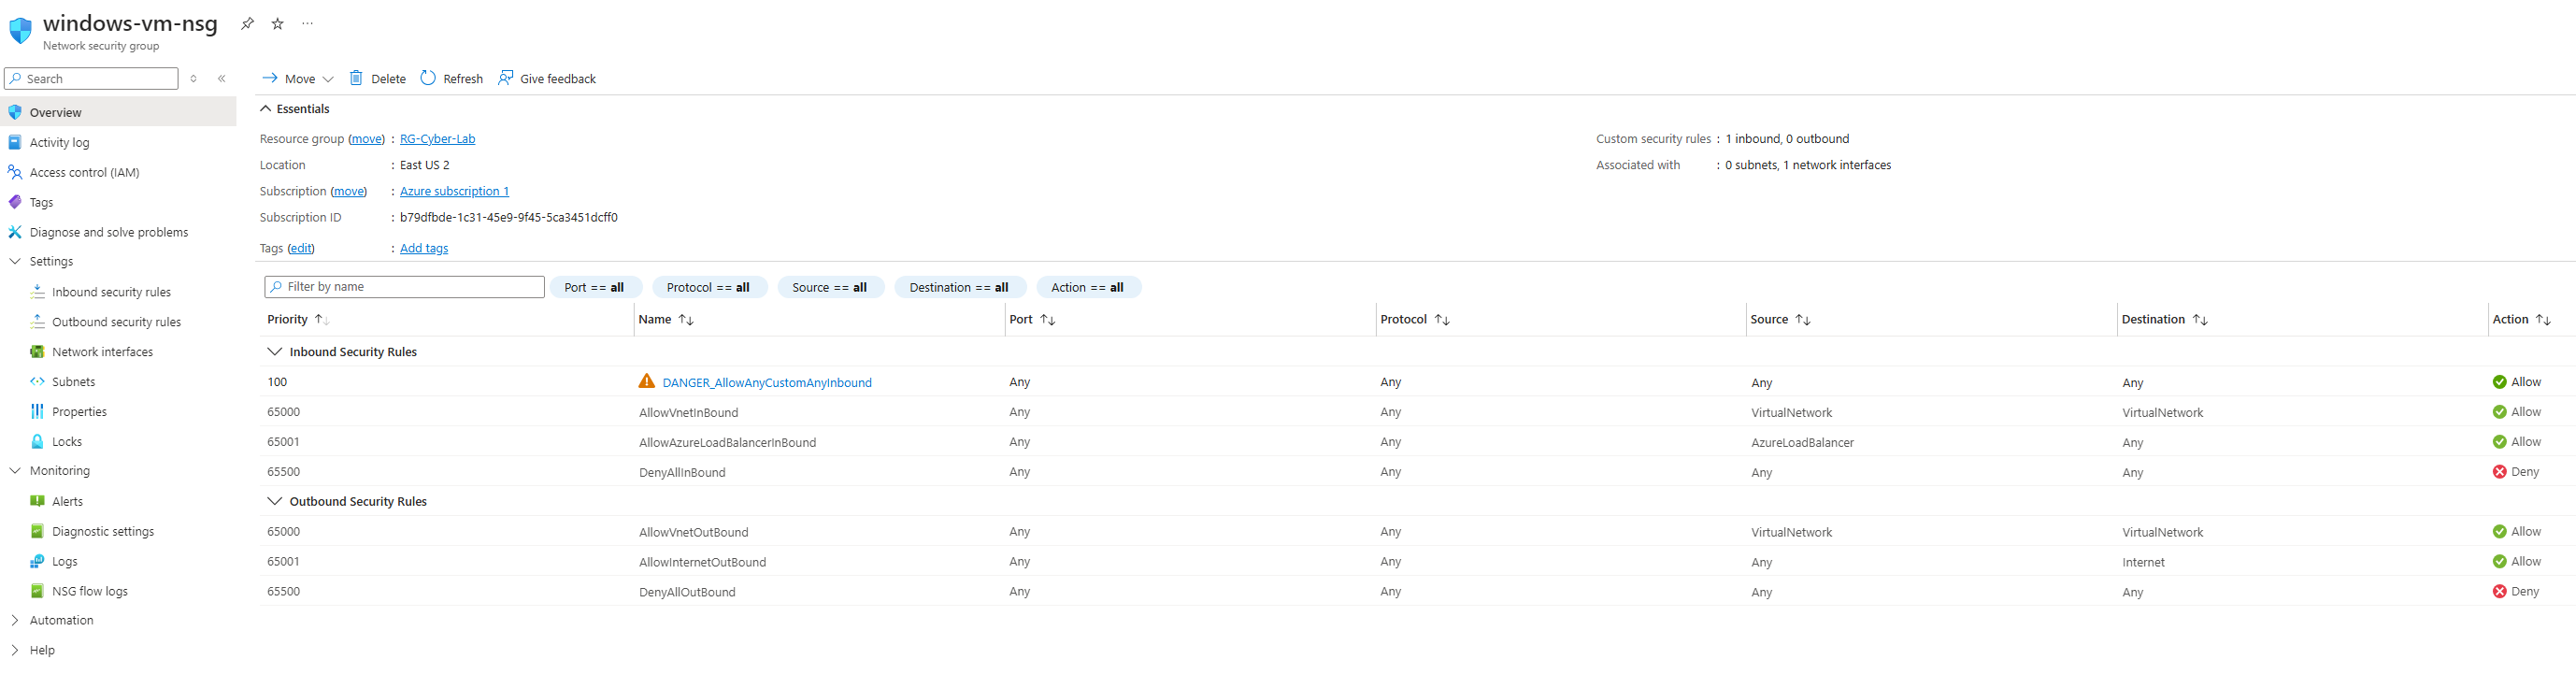 windows-vm-nsg
Network security group
Search
Overview
Activity log
Access control (IAM)
Tags
Diagnose and solve problems
Settings
Inbound security rules
Outbound security rules
Network interfaces
Subnets
Properties
Locks
Monitoring
Alerts
Diagnostic settings
Logs
NSG flow logs
Automation
Help
Move Delete Refresh Give feedback
Essentials
Resource group (move) : RG-Cyber-Lab
Location : East US 2
Subscription (move) : Azure subscription 1
Subscription ID : b79dfbde-1c31-45e9-9f45-5ca3451dcff0
Tags (edit) : Add tags
Custom security rules : 1 inbound, 0 outbound
Associated with : 0 subnets, 1 network interfaces
Filter by name Port == all Protocol == all Source == all Destination == all Action == all
Priority Name Port Protocol Source Destination Action
Inbound Security Rules
100 DANGER_AllowAnyCustomAnyInbound Any Any Any Any Allow
65000 AllowVnetInBound Any Any VirtualNetwork VirtualNetwork Allow
65001 AllowAzureLoadBalancerInBound Any Any AzureLoadBalancer Any Allow
65500 DenyAllInBound Any Any Any Any Deny
Outbound Security Rules
65000 AllowVnetOutBound Any Any VirtualNetwork VirtualNetwork Allow
65001 AllowInternetOutBound Any Any Any Internet Allow
65500 DenyAllOutBound Any Any Any Any Deny